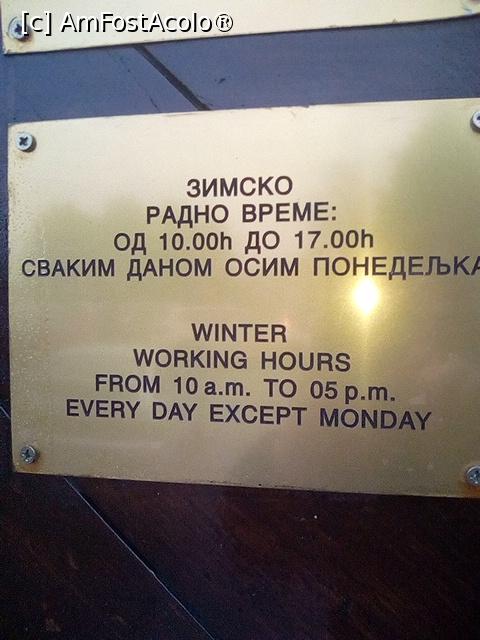 [c] AmFostAcolo®
ЗИМСКО
РАДНО ВРЕМЕ:
ОД 10.00h ДО 17.00h
СВАКИМ ДАНОМ ОСИМ ПОНЕДЕЉКА
WINTER
WORKING HOURS
FROM 10 a.m. TO 05 p.m.
EVERY DAY EXCEPT MONDAY